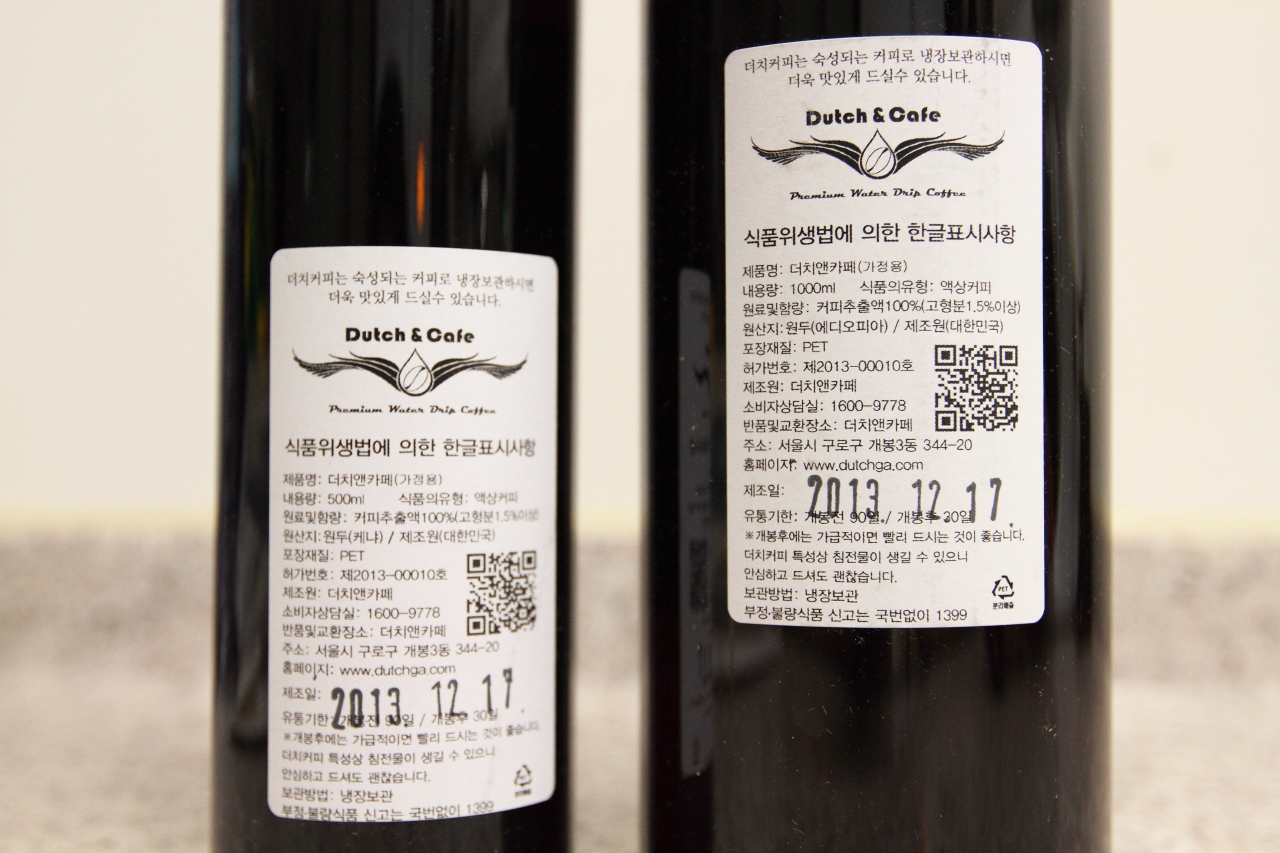 더치커피는 숙성되는 커피로 냉장보관하시면
더욱 맛있게 드실수 있습니다.
Dutch & Cafe
Premium Water Drip Coffee
식품위생법에 의한 한글표시사항
제품명: 더치앤카페(가정용)
내용량: 500ml 식품의유형: 액상커피
원료및함량: 커피추출액100%(고형분1.5%이상)
원산지:원두(케냐) / 제조원(대한민국)
포장재질: PET
허가번호: 제2013-00010호
제조원: 더치앤카페
소비자상담실: 1600-9778
반품및교환장소: 더치앤카페
주소: 서울시 구로구 개봉3동 344-20
홈페이지: www.dutchga.com
제조일: 2013. 12. 17.
유통기한: 개봉전 90일 / 개봉후 30일
※개봉후에는 가급적이면 빨리 드시는 것이 좋습니다.
더치커피 특성상 침전물이 생길 수 있으니
안심하고 드셔도 괜찮습니다.
보관방법: 냉장보관
부정·불량식품 신고는 국번없이 1399
더치커피는 숙성되는 커피로 냉장보관하시면
더욱 맛있게 드실수 있습니다.
Dutch & Cafe
Premium Water Drip Coffee
식품위생법에 의한 한글표시사항
제품명: 더치앤카페(가정용)
내용량: 1000ml 식품의유형: 액상커피
원료및함량: 커피추출액100%(고형분1.5%이상)
원산지:원두(에디오피아) / 제조원(대한민국)
포장재질: PET
허가번호: 제2013-00010호
제조원: 더치앤카페
소비자상담실: 1600-9778
반품및교환장소: 더치앤카페
주소: 서울시 구로구 개봉3동 344-20
홈페이지: www.dutchga.com
제조일: 2013. 12. 17.
유통기한: 개봉전 90일 / 개봉후 30일
※개봉후에는 가급적이면 빨리 드시는 것이 좋습니다.
더치커피 특성상 침전물이 생길 수 있으니
안심하고 드셔도 괜찮습니다.
보관방법: 냉장보관
PET
분리배출
부정·불량식품 신고는 국번없이 1399